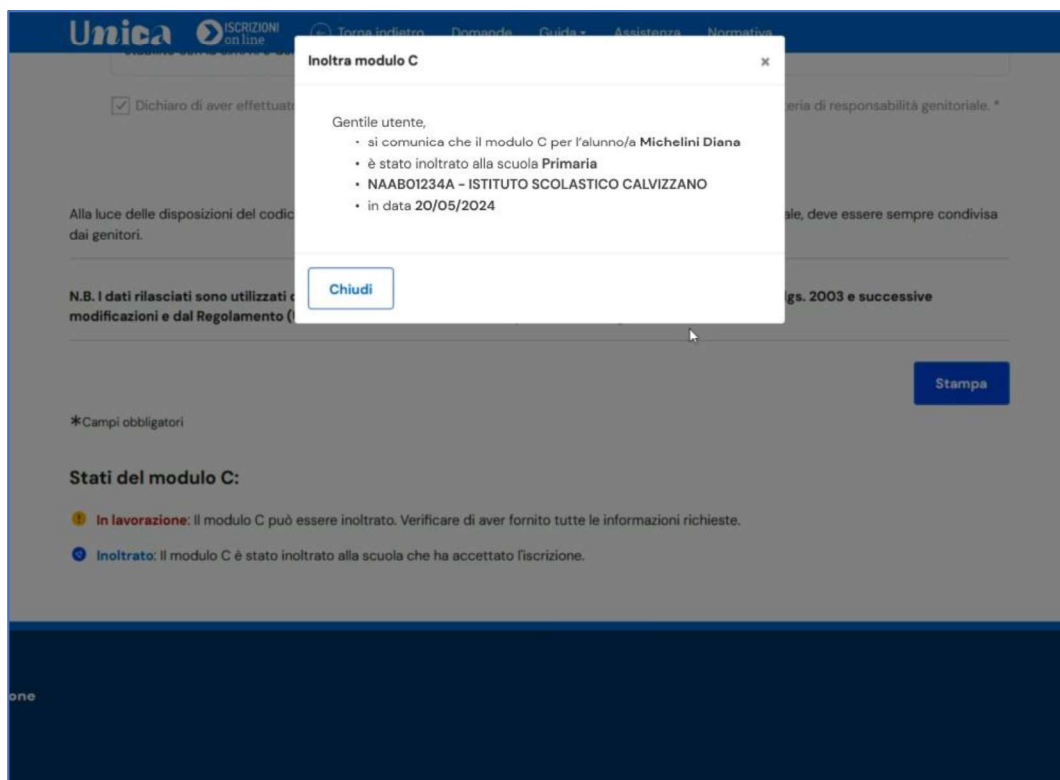 Unica ISCRIZIONI on line Torna indietro Domande Guida Assistenza Normativa
Inoltra modulo C ×
Dichiaro di aver effettuato eria di responsabilità genitoriale. *
Gentile utente,
• si comunica che il modulo C per l'alunno/a Michelini Diana
• è stato inoltrato alla scuola Primaria
• NAAB01234A – ISTITUTO SCOLASTICO CALVIZZANO
• in data 20/05/2024
Alla luce delle disposizioni del codic ale, deve essere sempre condivisa
dai genitori.
Chiudi
N.B. I dati rilasciati sono utilizzati lgs. 2003 e successive
modificazioni e dal Regolamento (
Stampa
*Campi obbligatori
Stati del modulo C:
In lavorazione: Il modulo C può essere inoltrato. Verificare di aver fornito tutte le informazioni richieste.
Inoltrato: Il modulo C è stato inoltrato alla scuola che ha accettato l'iscrizione.
one